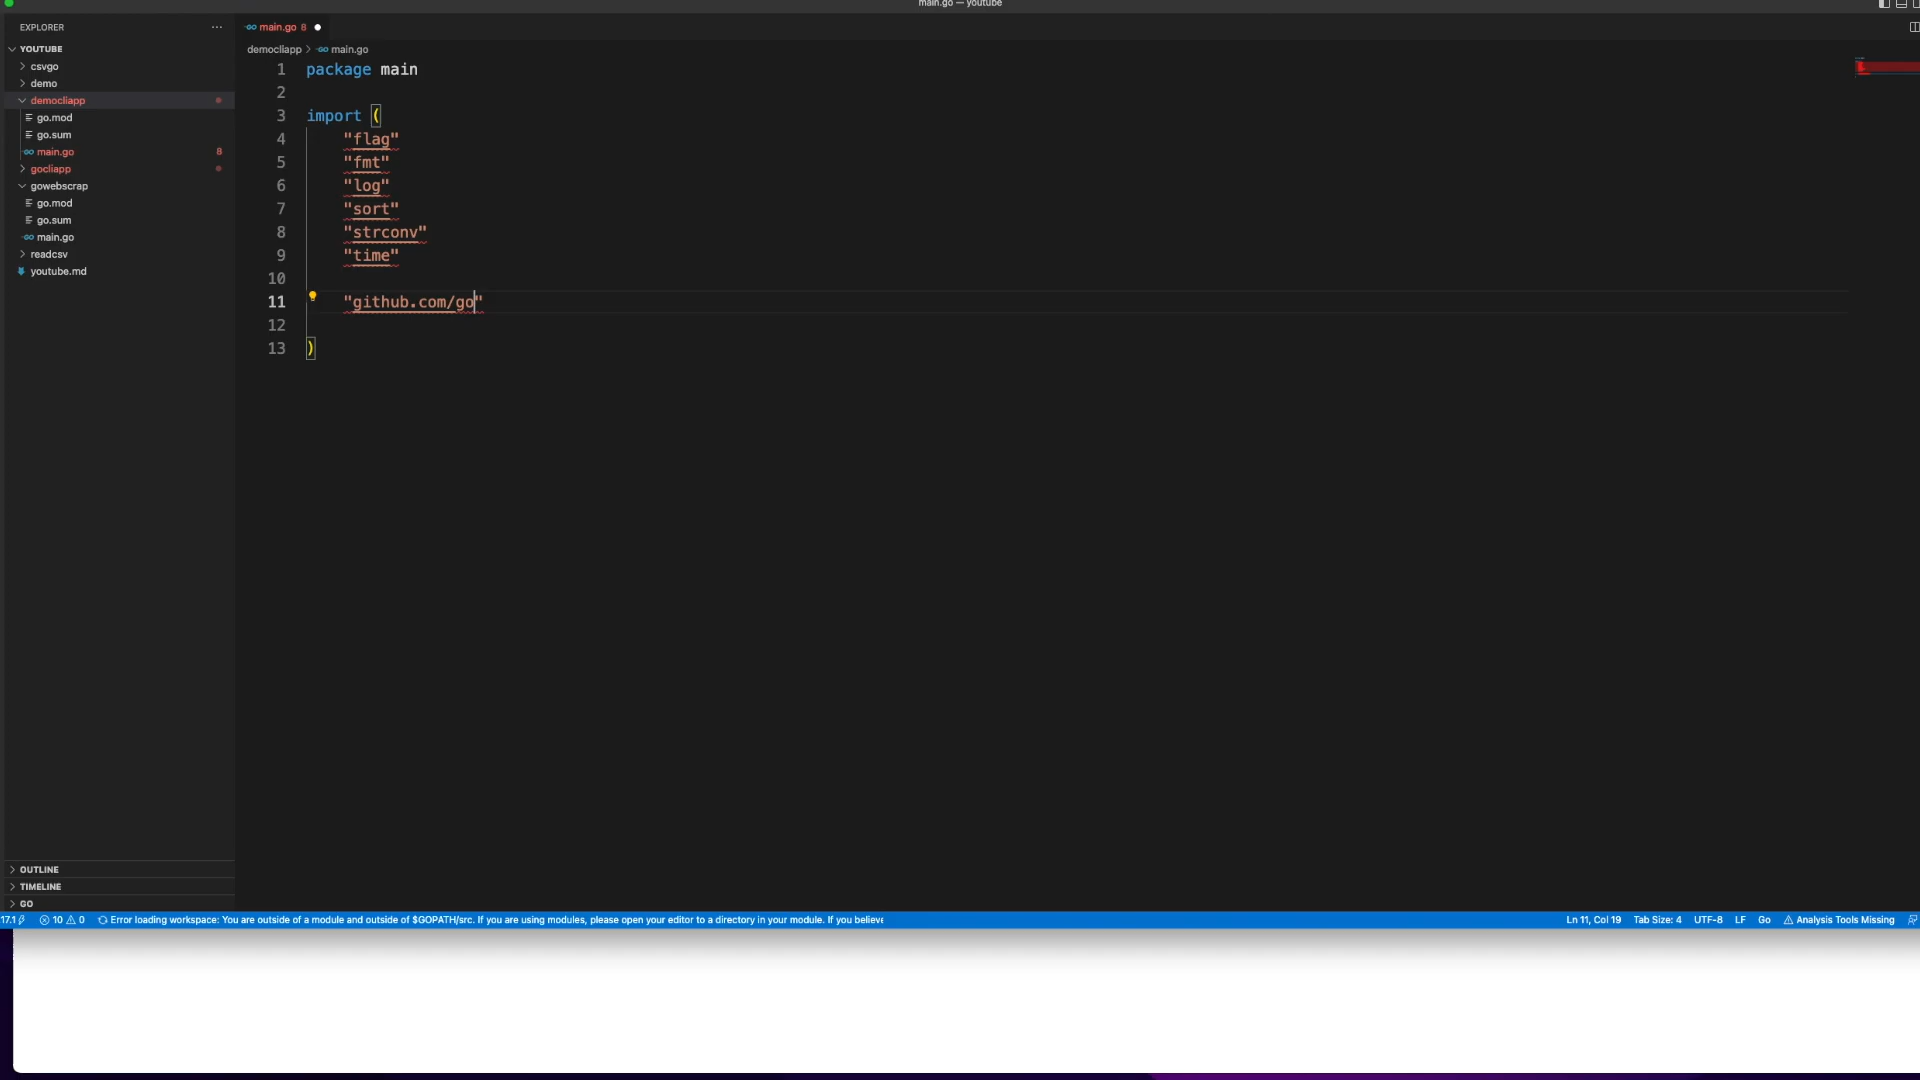 main.go — youtube
EXPLORER
main.go 8
YOUTUBE
democliapp > main.go
csvgo
demo
democliapp
go.mod
go.sum
main.go 8
gocliapp
gowebscrap
go.mod
go.sum
main.go
readcsv
youtube.md
1 package main
2
3 import (
4 "flag"
5 "fmt"
6 "log"
7 "sort"
8 "strconv"
9 "time"
10
11 "github.com/go"
12
13 )
OUTLINE
TIMELINE
GO
17.1 10 0 Error loading workspace: You are outside of a module and outside of $GOPATH/src. If you are using modules, please open your editor to a directory in your module. If you believe Ln 11, Col 19 Tab Size: 4 UTF-8 LF Go Analysis Tools Missing